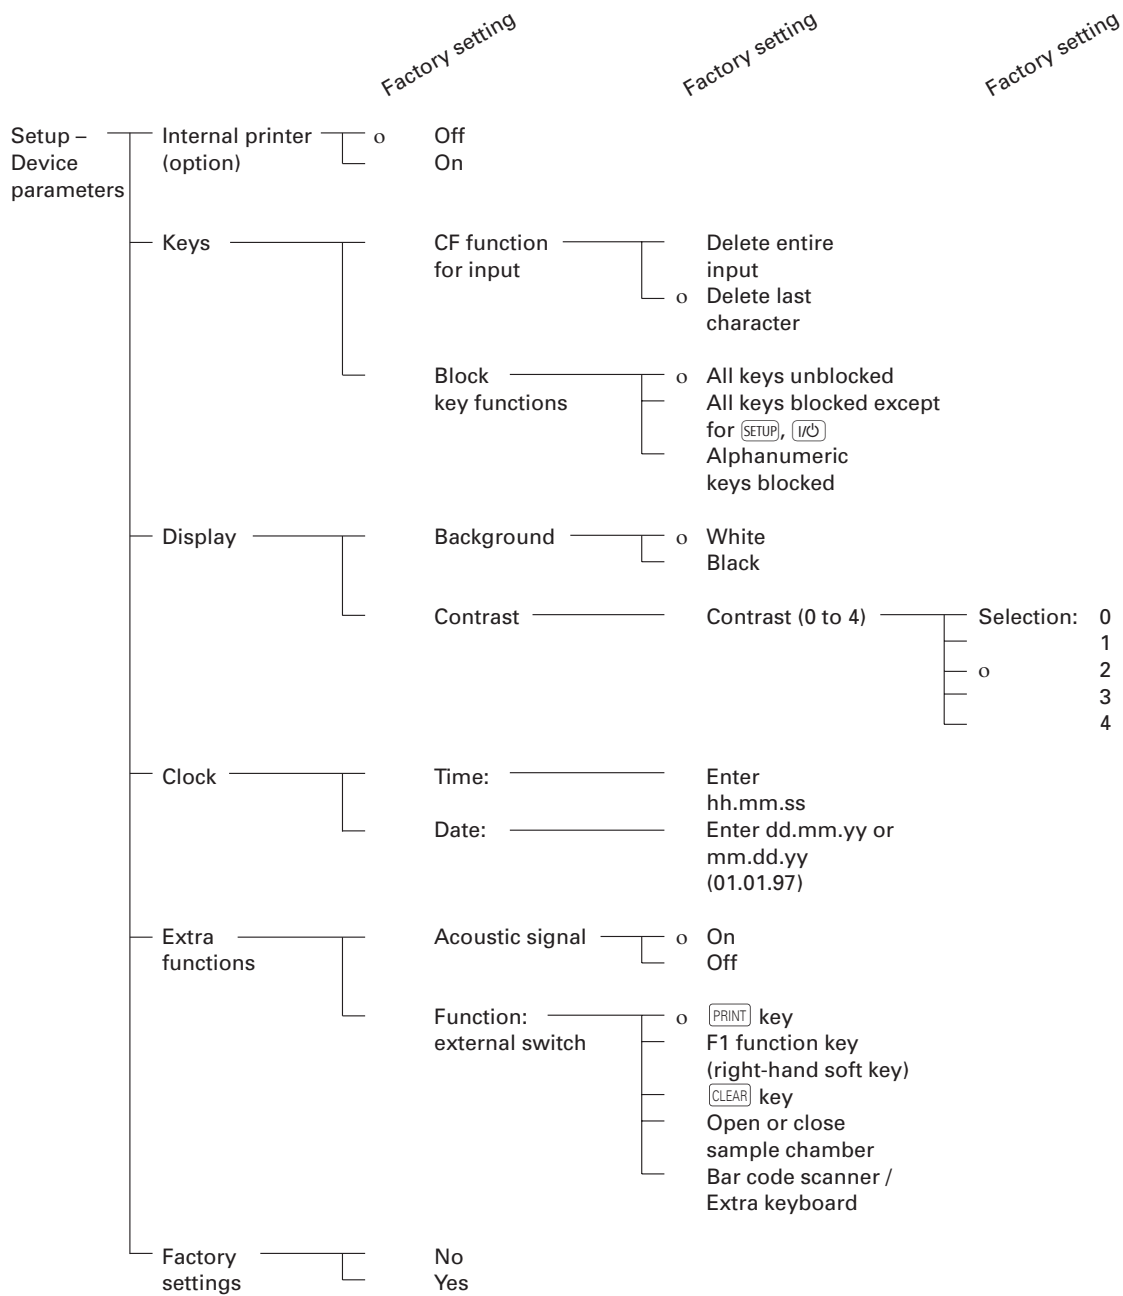 Factory setting Factory setting Factory setting
Setup – Internal printer o Off
Device (option) On
parameters
Keys CF function Delete entire
for input input
o Delete last
character
Block o All keys unblocked
key functions All keys blocked except
for SETUP, I/⏻
Alphanumeric
keys blocked
Display Background o White
Black
Contrast Contrast (0 to 4) Selection: 0
1
o 2
3
4
Clock Time: Enter
hh.mm.ss
Date: Enter dd.mm.yy or
mm.dd.yy
(01.01.97)
Extra Acoustic signal o On
functions Off
Function: o PRINT key
external switch F1 function key
(right-hand soft key)
CLEAR key
Open or close
sample chamber
Bar code scanner /
Extra keyboard
Factory No
settings Yes